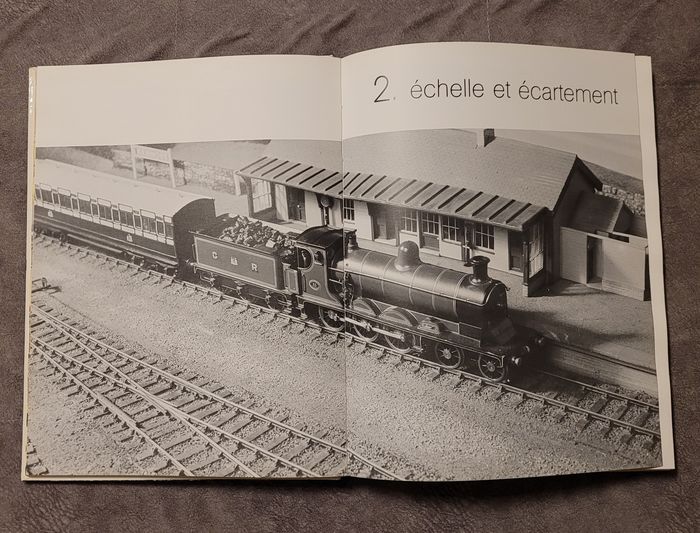 2. échelle et écartement
G & R